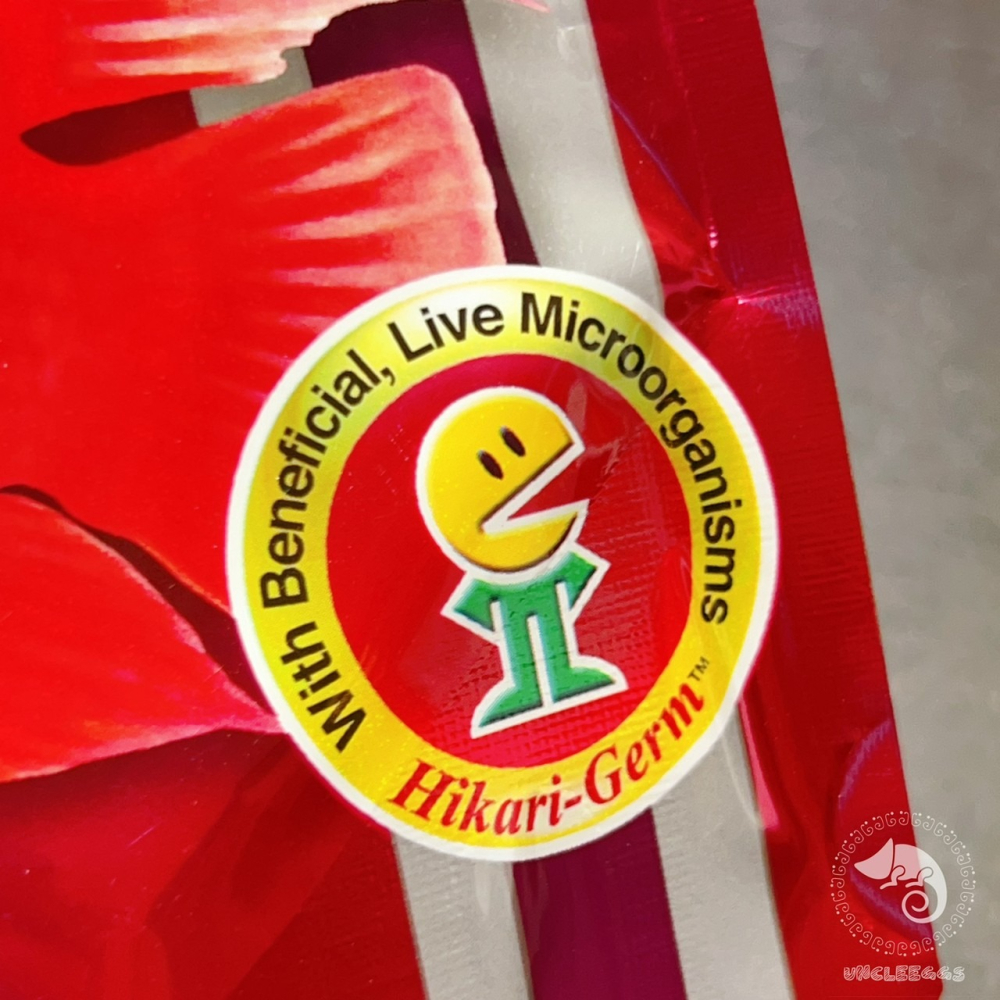 With Beneficial, Live Microorganisms
Hikari-Germ™
UNCLEEGGS